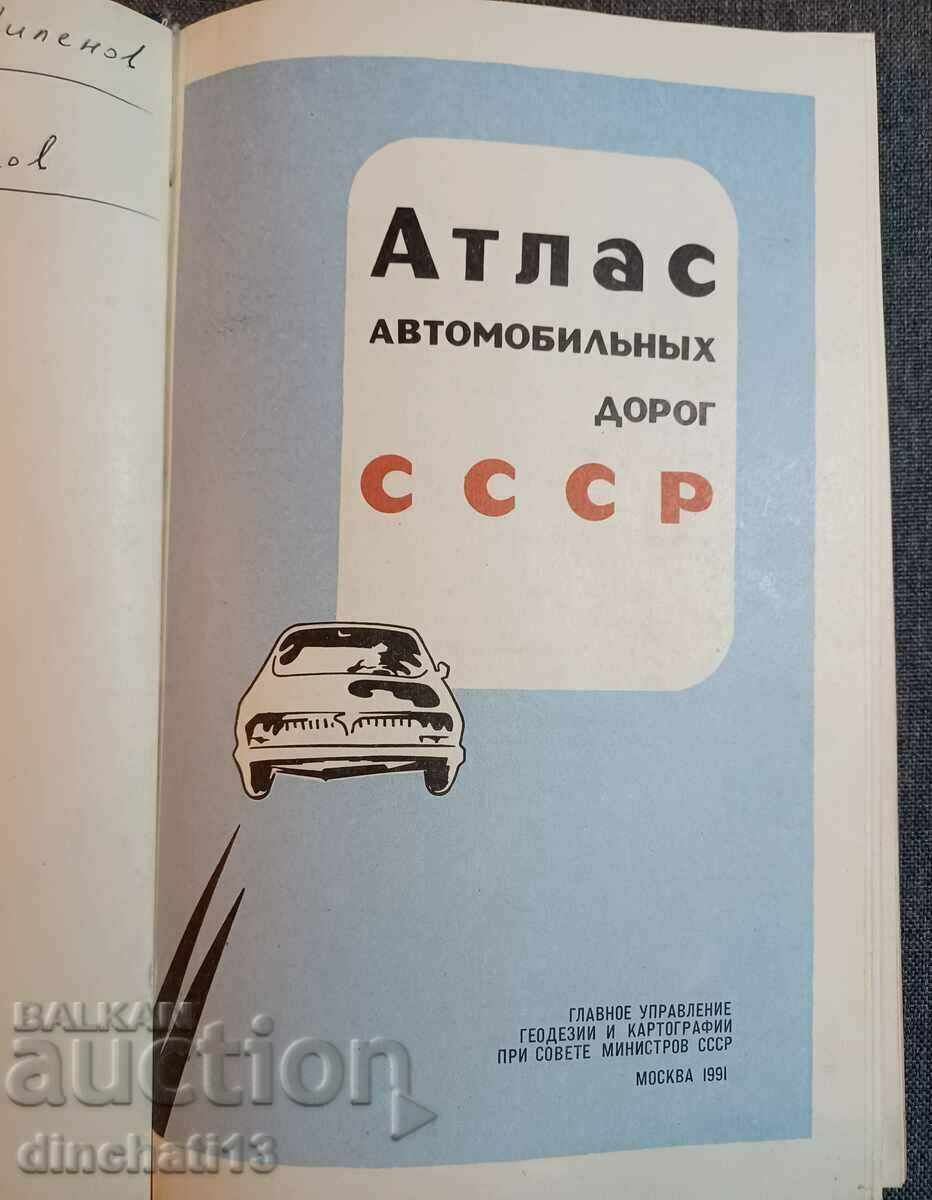 Атлас
АВТОМОБИЛЬНЫХ
ДОРОГ
СССР
ГЛАВНОЕ УПРАВЛЕНИЕ
ГЕОДЕЗИИ И КАРТОГРАФИИ
ПРИ СОВЕТЕ МИНИСТРОВ СССР
МОСКВА 1991
BALKAN
auction
dinchati13